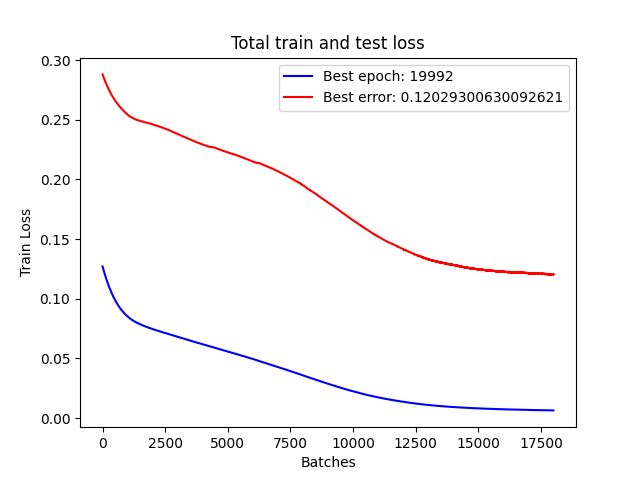 Total train and test loss
Best epoch: 19992
Best error: 0.12029300630092621
Train Loss
0.30
0.25
0.20
0.15
0.10
0.05
0.00
0 2500 5000 7500 10000 12500 15000 17500
Batches